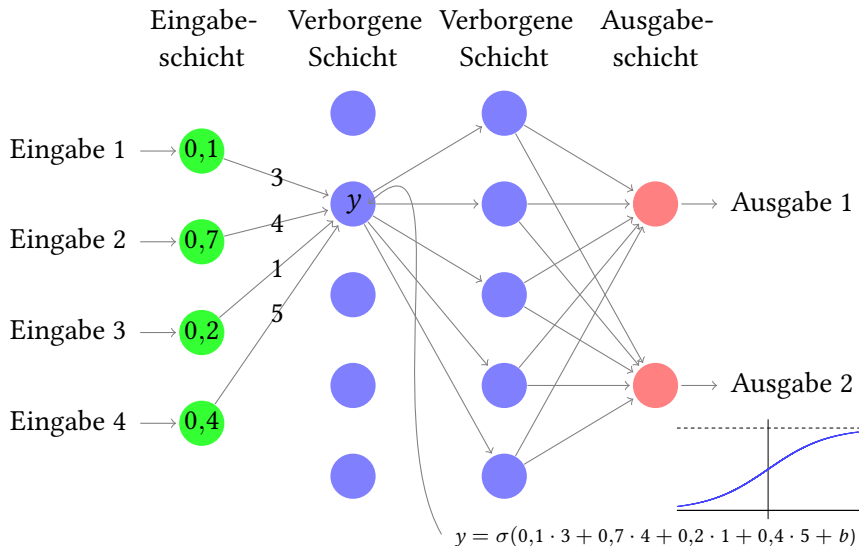 Eingabe-
schicht
Verborgene
Schicht
Verborgene
Schicht
Ausgabe-
schicht
Eingabe 1
0,1
3
Eingabe 2
0,7
4
y
Ausgabe 1
1
Eingabe 3
0,2
5
Eingabe 4
0,4
Ausgabe 2
y = σ(0,1 · 3 + 0,7 · 4 + 0,2 · 1 + 0,4 · 5 + b)